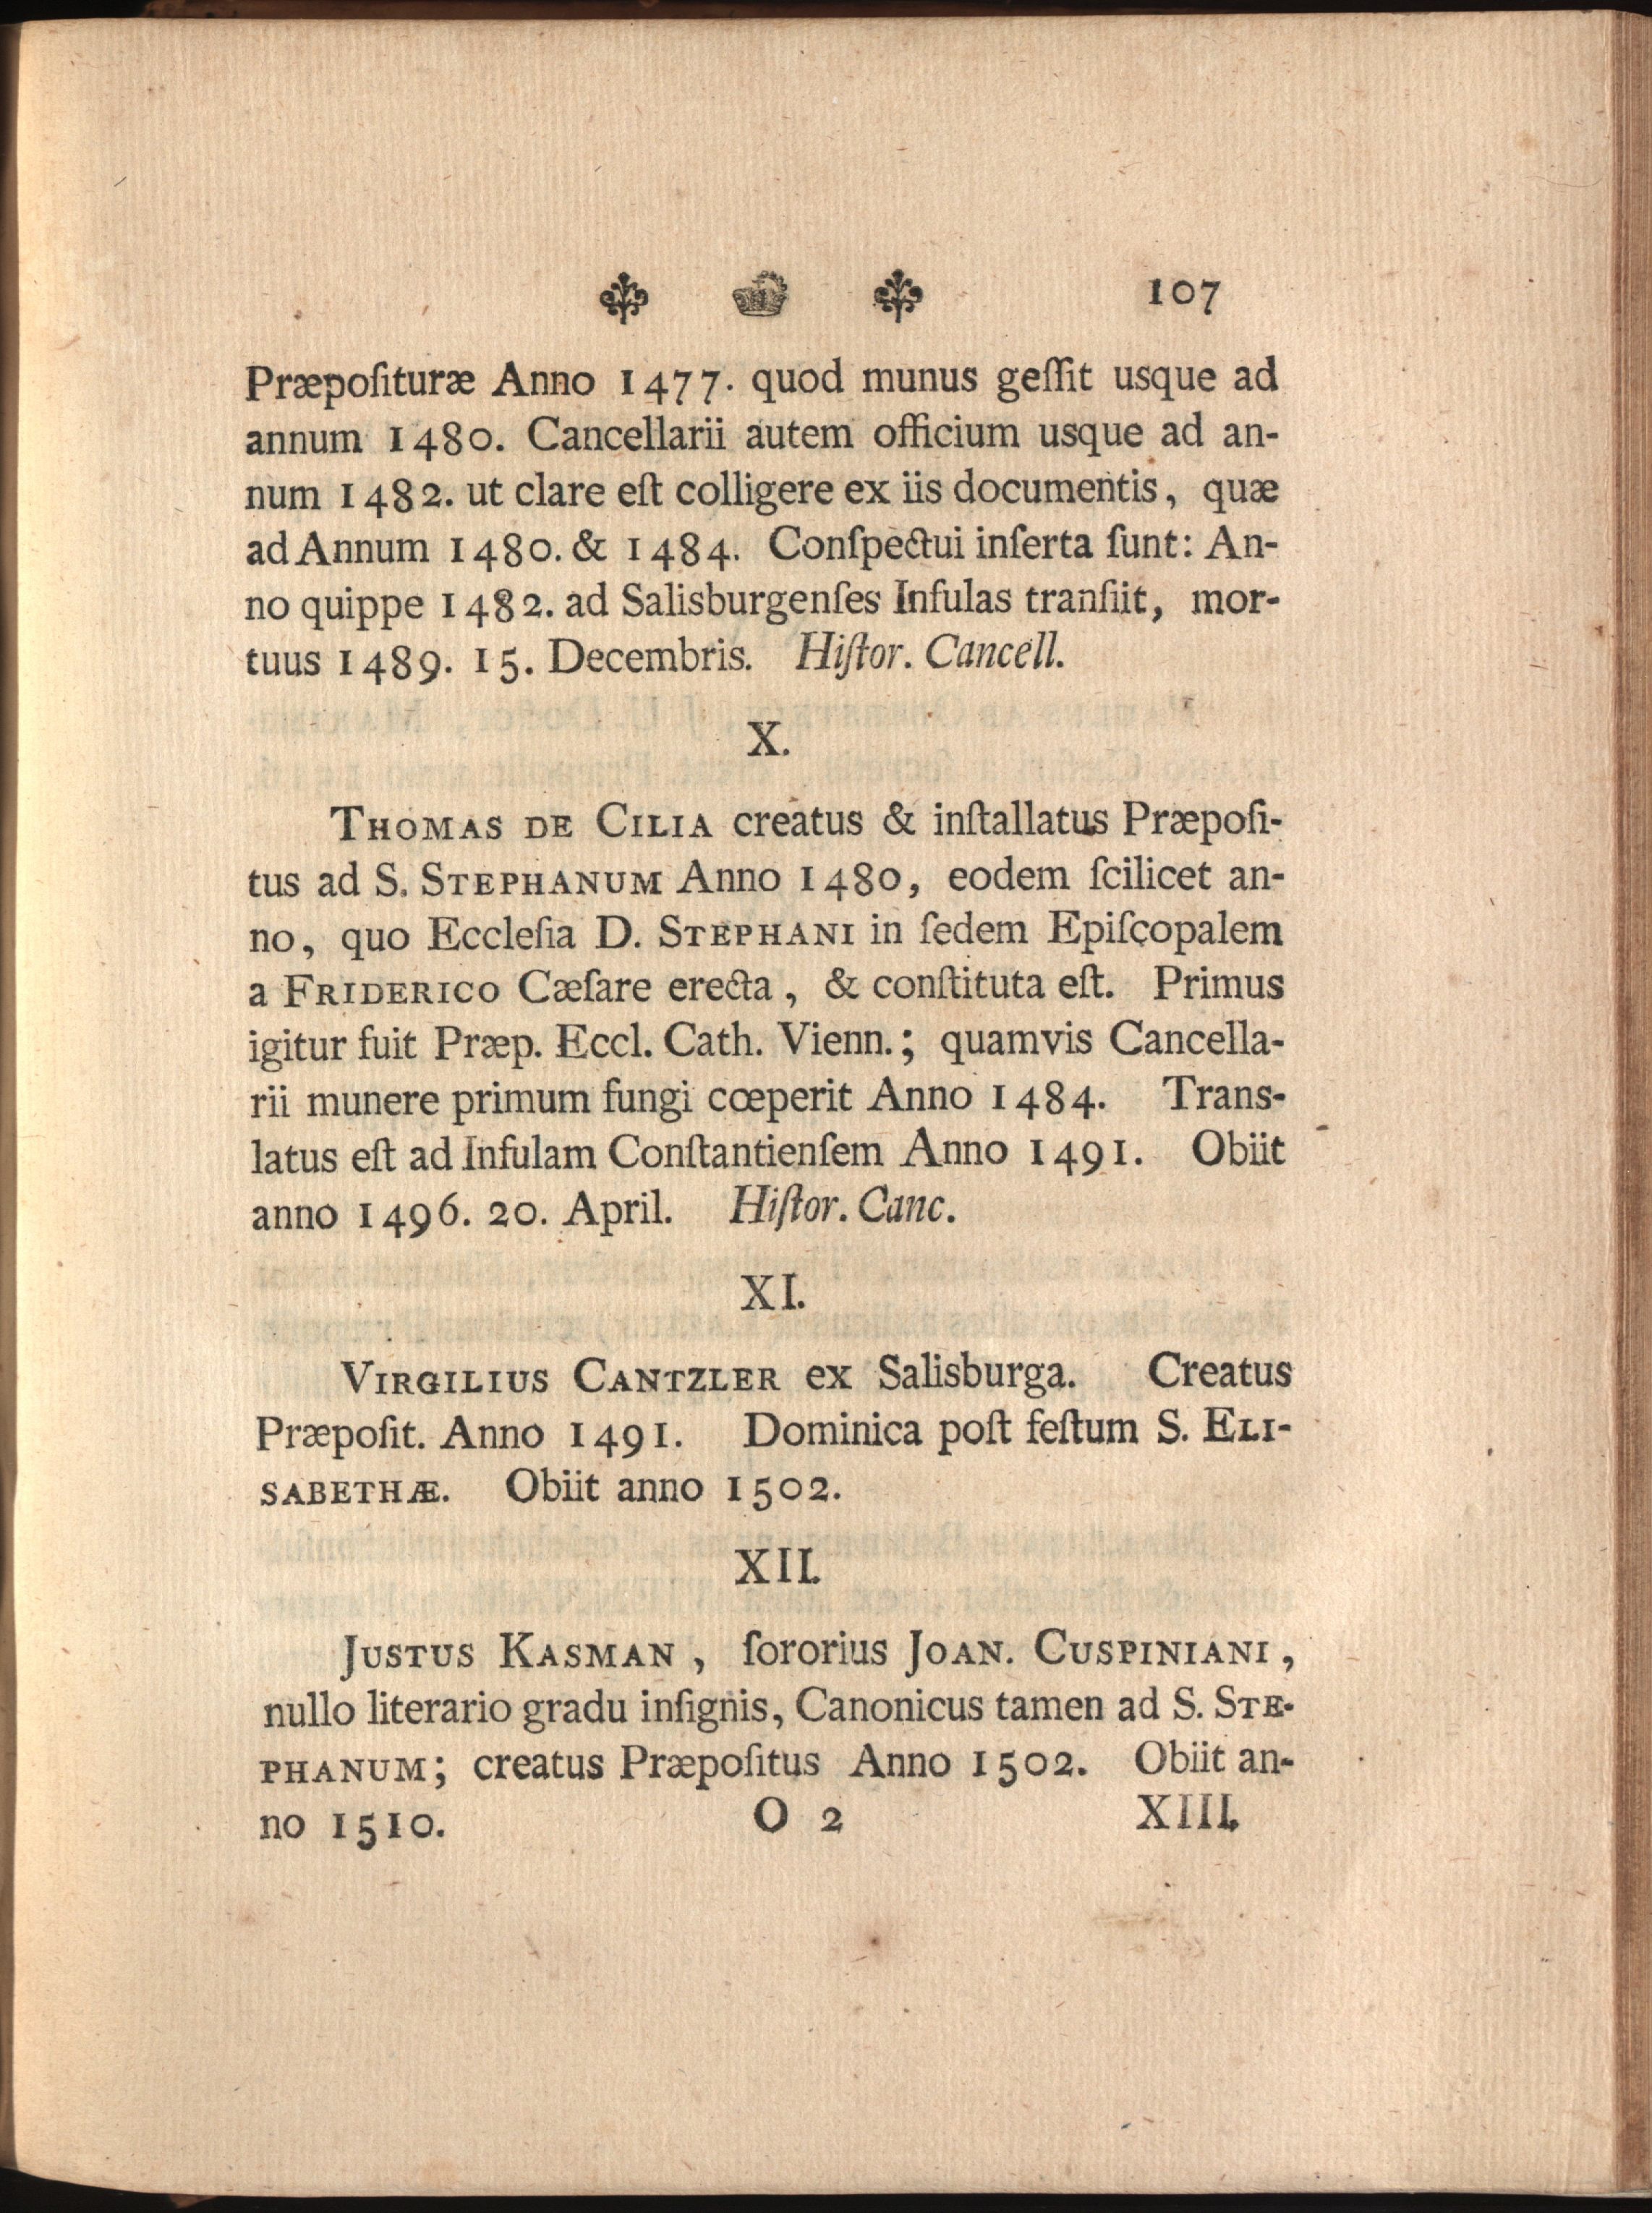 107
Præpoſituræ Anno 1477. quod munus geſſit usque ad
annum 1480. Cancellarii autem officium usque ad an-
num 1482. ut clare eſt colligere ex iis documentis, quæ
ad Annum 1480. & 1484. Conſpectui inſerta ſunt: An-
no quippe 1482. ad Salisburgenſes Infulas tranſiit, mor-
tuus 1489. 15. Decembris. Hiſtor. Cancell.
X.
THOMAS DE CILIA creatus & inſtallatus Præpoſi-
tus ad S. STEPHANUM Anno 1480, eodem ſcilicet an-
no, quo Eccleſia D. STEPHANI in ſedem Epiſcopalem
a FRIDERICO Cæſare erecta, & conſtituta eſt. Primus
igitur fuit Præp. Eccl. Cath. Vienn.; quamvis Cancella-
rii munere primum fungi cœperit Anno 1484. Trans-
latus eſt ad Infulam Conſtantienſem Anno 1491. Obiit
anno 1496. 20. April. Hiſtor. Canc.
XI.
VIRGILIUS CANTZLER ex Salisburga. Creatus
Præpoſit. Anno 1491. Dominica poſt feſtum S. ELI-
SABETHÆ. Obiit anno 1502.
XII.
JUSTUS KASMAN, ſororius JOAN. CUSPINIANI,
nullo literario gradu inſignis, Canonicus tamen ad S. STE-
PHANUM; creatus Præpoſitus Anno 1502. Obiit an-
no 1510.
O 2 XIII.